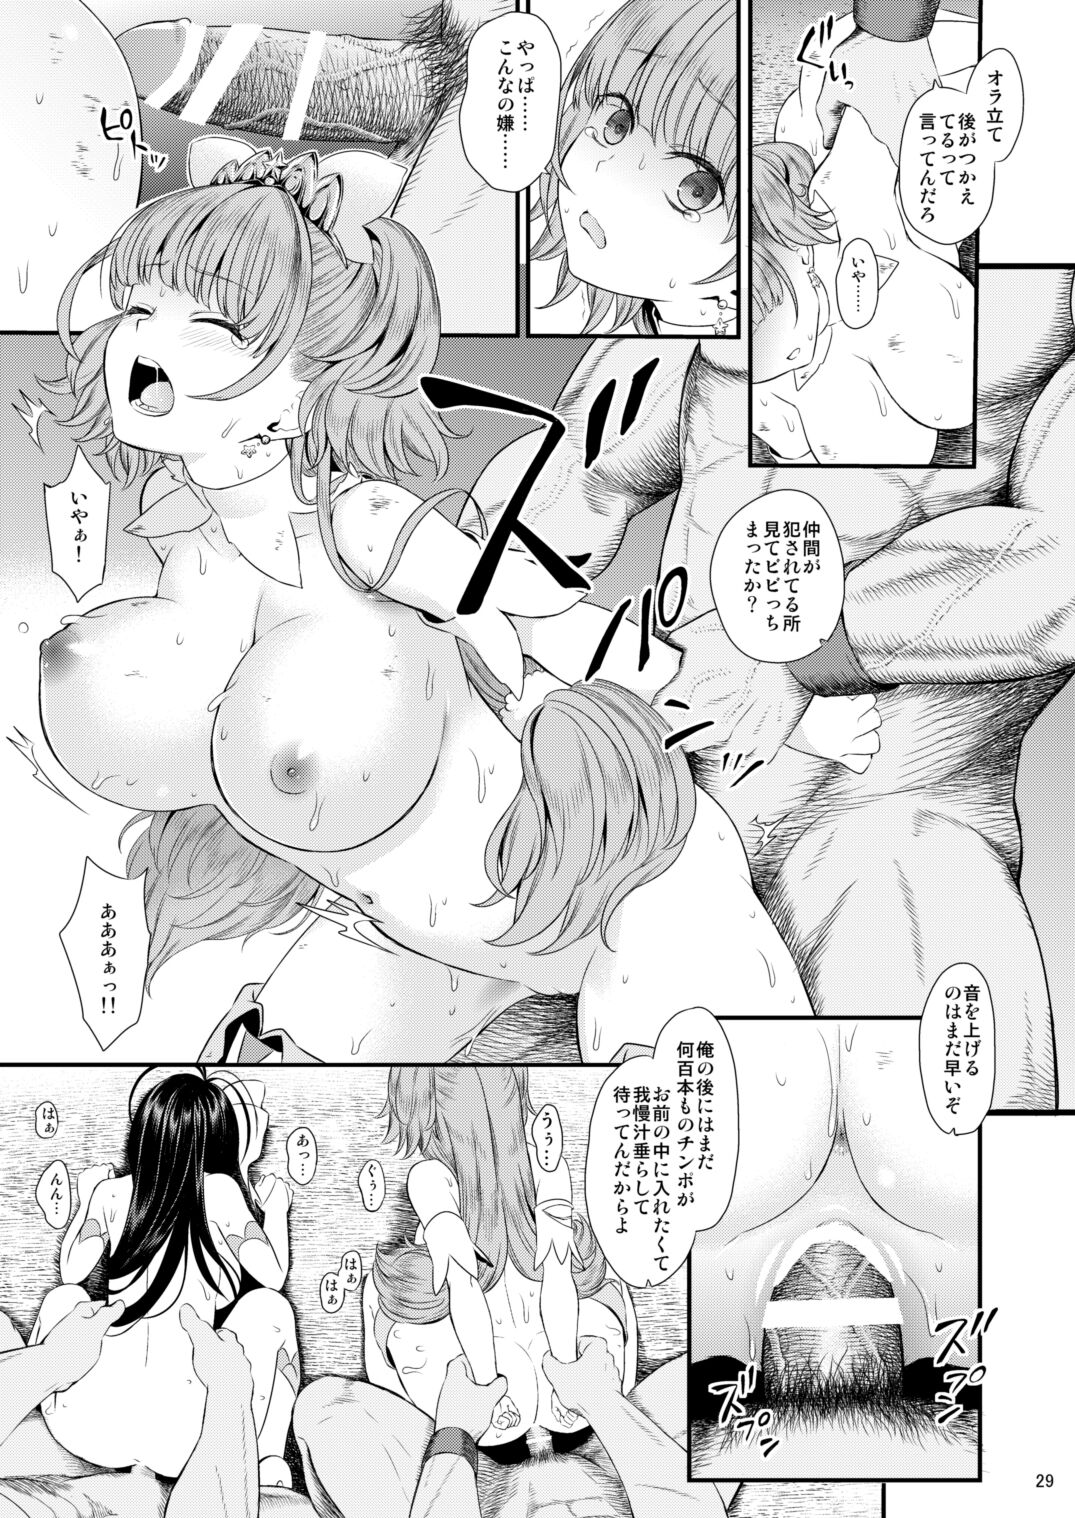 オラ立て
後がつかえ
てるって
言ってんだろ
いや……
ぐいっ
やっぱ……
こんなの嫌……
ピトッ
仲間が
犯されてる所
見てビビっち
まったか？
ズパンッ
いやぁ！
あああぁっ!!
音を上げる
のはまだ早いぞ
俺の後にはまだ
何百本ものチンポが
お前の中に入れたくて
我慢汁垂らして
待ってんだからよ
ズプンッ
ズプンッ
うぅ…
ぐぅ…
あっ…
はぁ
はぁ
はぁ
んん…
29